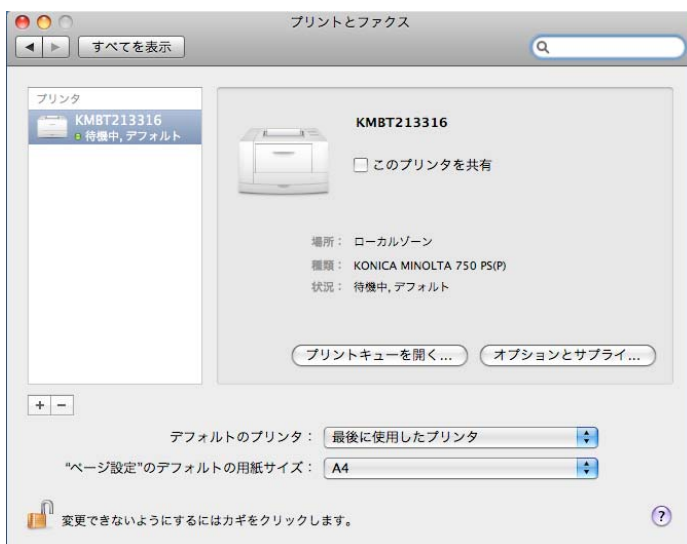 プリントとファクス
すべてを表示
プリンタ
KMBT213316
待機中, デフォルト
KMBT213316
このプリンタを共有
場所： ローカルゾーン
種類： KONICA MINOLTA 750 PS(P)
状況： 待機中, デフォルト
プリントキューを開く... オプションとサプライ...
+ −
デフォルトのプリンタ： 最後に使用したプリンタ
"ページ設定"のデフォルトの用紙サイズ： A4
変更できないようにするにはカギをクリックします。
?